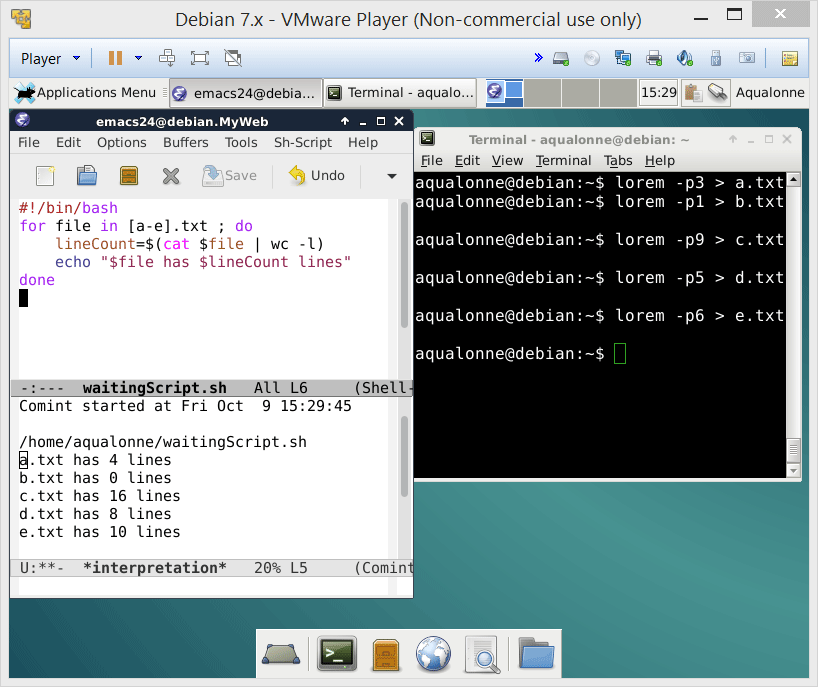 Debian 7.x - VMware Player (Non-commercial use only)
Player
Applications Menu
emacs24@debia...
Terminal - aqualo...
15:29
Aqualonne
emacs24@debian.MyWeb
File Edit Options Buffers Tools Sh-Script Help
Save Undo
#!/bin/bash
for file in [a-e].txt ; do
    lineCount=$(cat $file | wc -l)
    echo "$file has $lineCount lines"
done
-:--- waitingScript.sh All L6 (Shell-
Comint started at Fri Oct  9 15:29:45
/home/aqualonne/waitingScript.sh
a.txt has 4 lines
b.txt has 0 lines
c.txt has 16 lines
d.txt has 8 lines
e.txt has 10 lines
U:**- *interpretation* 20% L5 (Comint
Terminal - aqualonne@debian: ~
File Edit View Terminal Tabs Help
aqualonne@debian:~$ lorem -p3 > a.txt
aqualonne@debian:~$ lorem -p1 > b.txt
aqualonne@debian:~$ lorem -p9 > c.txt
aqualonne@debian:~$ lorem -p5 > d.txt
aqualonne@debian:~$ lorem -p6 > e.txt
aqualonne@debian:~$